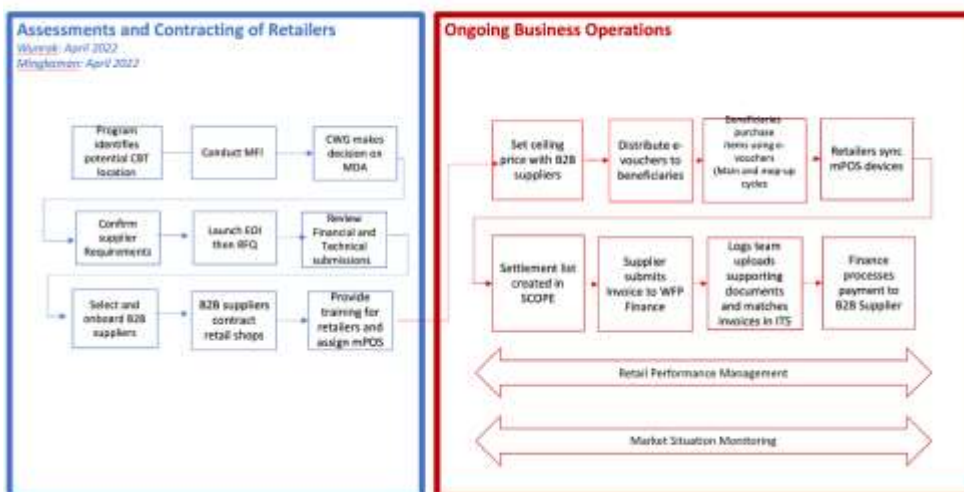 Assessments and Contracting of Retailers
Wunrok: April 2022
Mingkaman: April 2022
Program
identifies
potential CBT
location
Conduct MFI
CWG makes
decision on
MDA
Confirm
supplier
Requirements
Launch EOI
then RFQ
Review
Financial and
Technical
submissions
Select and
onboard B2B
suppliers
B2B suppliers
contract
retail shops
Provide
training for
retailers and
assign mPOS
Ongoing Business Operations
Set ceiling
price with B2B
suppliers
Distribute e-
vouchers to
beneficiaries
Beneficiaries
purchase
items using e-
vouchers
(Main and mop-up
cycles
Retailers sync
mPOS devices
Settlement list
created in
SCOPE
Supplier
submits
Invoice to WFP
Finance
Logs team
uploads
supporting
documents
and matches
invoices in ITS
Finance
processes
payment to
B2B Supplier
Retail Performance Management
Market Situation Monitoring